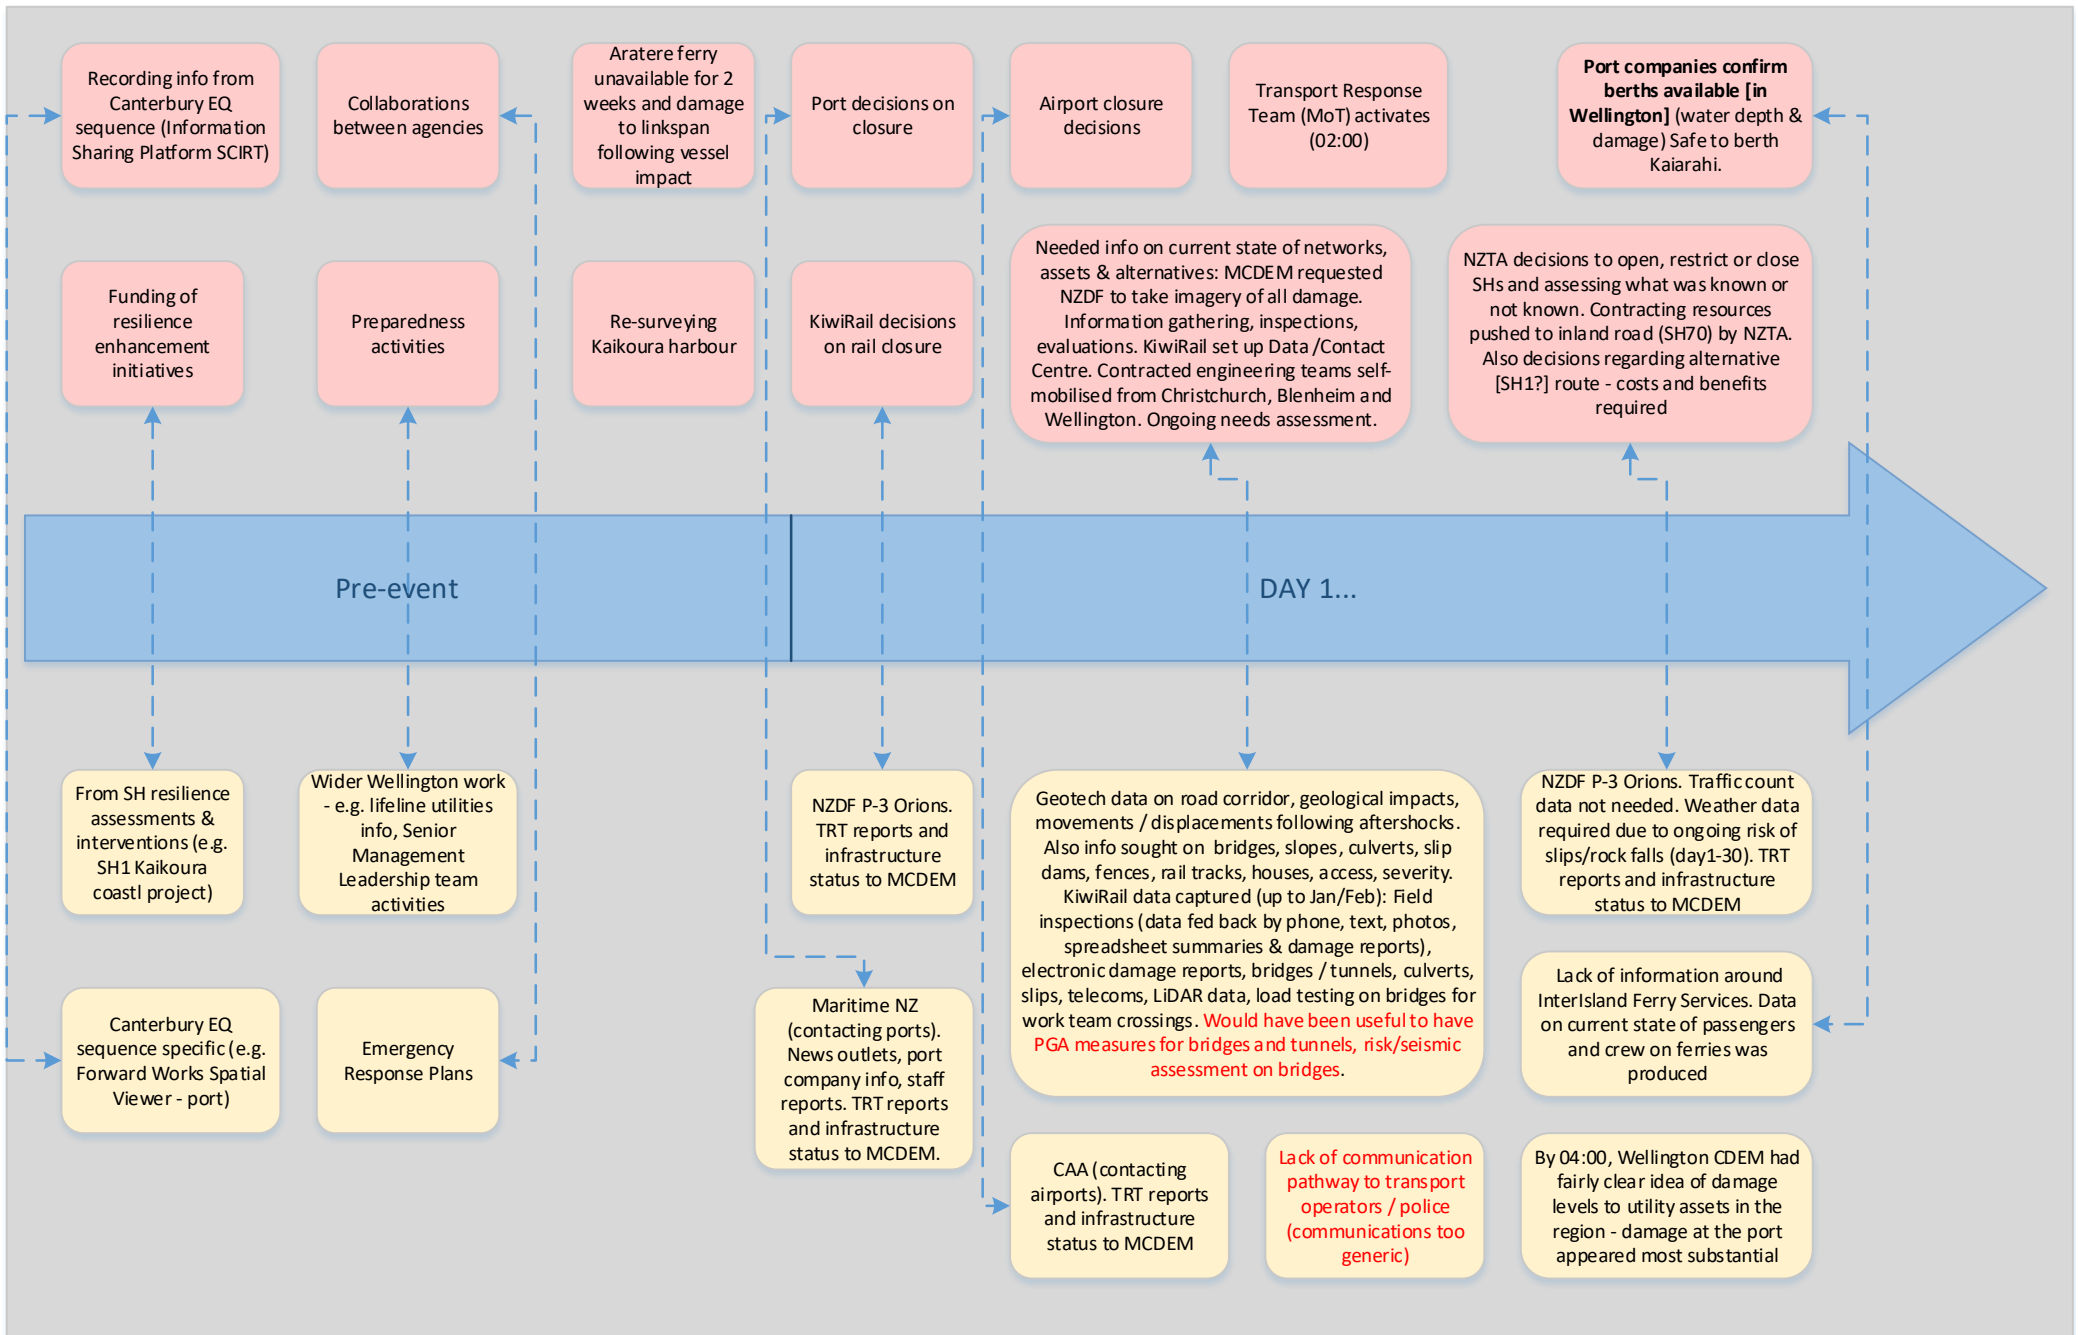 Recording info from
Canterbury EQ
sequence (Information
Sharing Platform SCIRT)
Collaborations
between agencies
Aratere ferry
unavailable for 2
weeks and damage
to linkspan
following vessel
impact
Port decisions on
closure
Airport closure
decisions
Transport Response
Team (MoT) activates
(02:00)
Port companies confirm
berths available [in
Wellington] (water depth &
damage) Safe to berth
Kaiarahi.
Funding of
resilience
enhancement
initiatives
Preparedness
activities
Re-surveying
Kaikoura harbour
KiwiRail decisions
on rail closure
Needed info on current state of networks,
assets & alternatives: MCDEM requested
NZDF to take imagery of all damage.
Information gathering, inspections,
evaluations. KiwiRail set up Data /Contact
Centre. Contracted engineering teams self-
mobilised from Christchurch, Blenheim and
Wellington. Ongoing needs assessment.
NZTA decisions to open, restrict or close
SHs and assessing what was known or
not known. Contracting resources
pushed to inland road (SH70) by NZTA.
Also decisions regarding alternative
[SH1?] route - costs and benefits
required
Pre-event
DAY 1...
From SH resilience
assessments &
interventions (e.g.
SH1 Kaikoura
coastl project)
Wider Wellington work
- e.g. lifeline utilities
info, Senior
Management
Leadership team
activities
NZDF P-3 Orions.
TRT reports and
infrastructure
status to MCDEM
Geotech data on road corridor, geological impacts,
movements / displacements following aftershocks.
Also info sought on bridges, slopes, culverts, slip
dams, fences, rail tracks, houses, access, severity.
KiwiRail data captured (up to Jan/Feb): Field
inspections (data fed back by phone, text, photos,
spreadsheet summaries & damage reports),
electronic damage reports, bridges / tunnels, culverts,
slips, telecoms, LiDAR data, load testing on bridges for
work team crossings. Would have been useful to have
PGA measures for bridges and tunnels, risk/seismic
assessment on bridges.
NZDF P-3 Orions. Traffic count
data not needed. Weather data
required due to ongoing risk of
slips/rock falls (day1-30). TRT
reports and infrastructure
status to MCDEM
Canterbury EQ
sequence specific (e.g.
Forward Works Spatial
Viewer - port)
Emergency
Response Plans
Maritime NZ
(contacting ports).
News outlets, port
company info, staff
reports. TRT reports
and infrastructure
status to MCDEM.
Lack of information around
InterIsland Ferry Services. Data
on current state of passengers
and crew on ferries was
produced
CAA (contacting
airports). TRT reports
and infrastructure
status to MCDEM
Lack of communication
pathway to transport
operators / police
(communications too
generic)
By 04:00, Wellington CDEM had
fairly clear idea of damage
levels to utility assets in the
region - damage at the port
appeared most substantial